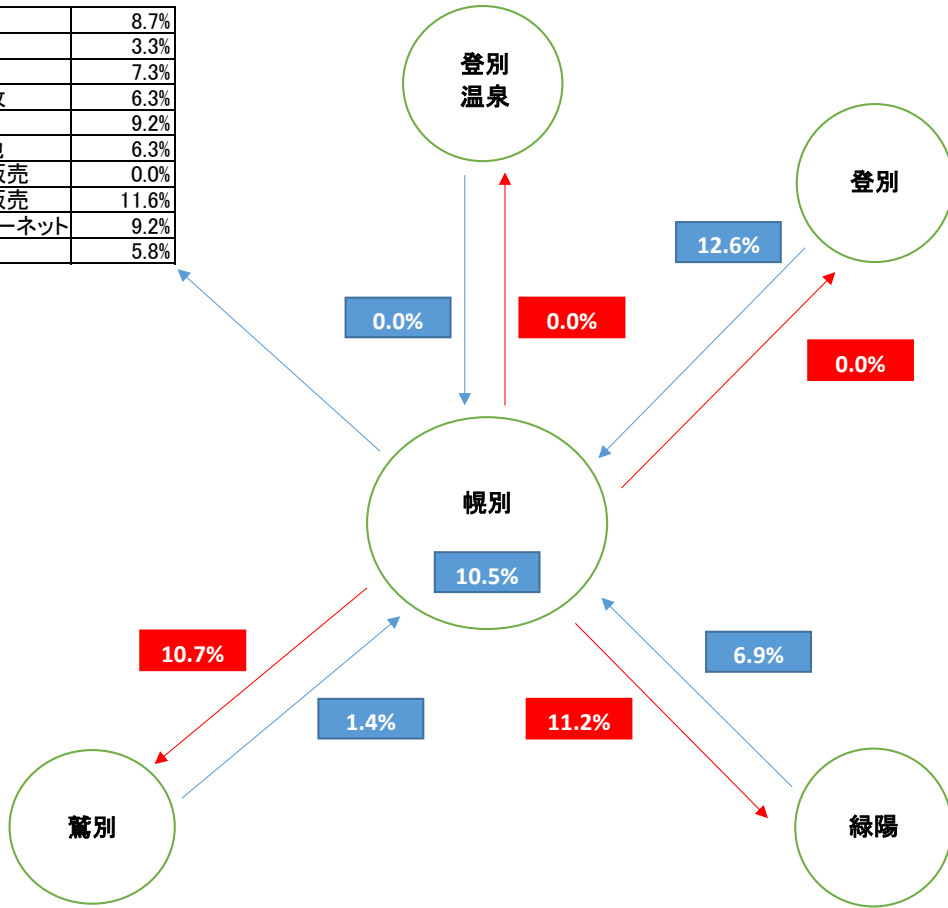 8.7%
3.3%
7.3%
6.3%
9.2%
6.3%
売 0.0%
売 11.6%
ーネット 9.2%
5.8%
登別
温泉
登別
12.6%
0.0%
0.0%
0.0%
幌別
10.5%
10.7%
6.9%
1.4%
11.2%
鷲別
緑陽